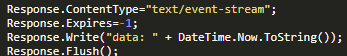 Response.ContentType="text/event-stream";
Response.Expires=-1;
Response.Write("data: " + DateTime.Now.ToString());
Response.Flush();